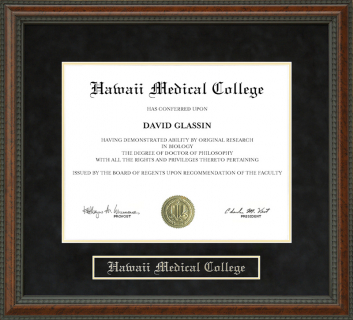 Hawaii Medical College
HAS CONFERRED UPON
DAVID GLASSIN
HAVING DEMONSTRATED ABILITY BY ORIGINAL RESEARCH
IN BIOLOGY
THE DEGREE OF DOCTOR OF PHILOSOPHY
WITH ALL THE RIGHTS AND PRIVILEGES THERETO PERTAINING
ISSUED BY THE BOARD OF REGENTS UPON RECOMMENDATION OF THE FACULTY
PROVOST
PRESIDENT
Hawaii Medical College